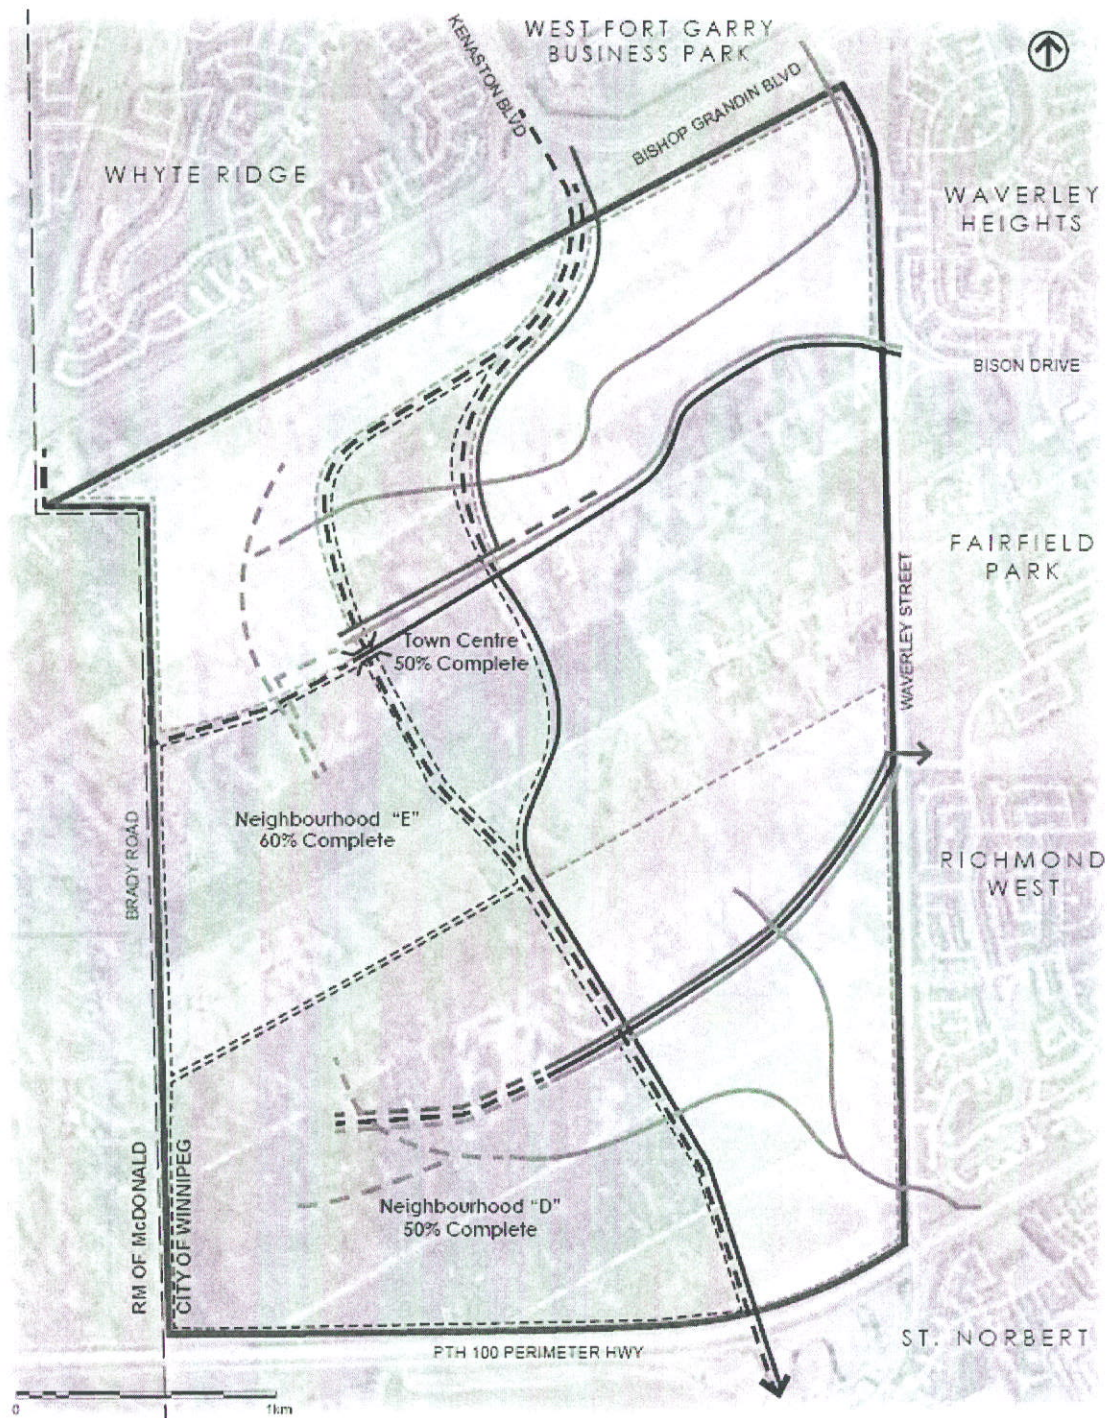 KENASTON BLVD
WEST FORT GARRY
BUSINESS PARK
BISHOP GRANDIN BLVD
WHYTE RIDGE
WAVERLEY
HEIGHTS
BISON DRIVE
FAIRFIELD
PARK
WAVERLEY STREET
Town Centre
50% Complete
Neighbourhood "E"
60% Complete
BRADY ROAD
RICHMOND
WEST
RM OF McDONALD
CITY OF WINNIPEG
Neighbourhood "D"
50% Complete
ST. NORBERT
PTH 100 PERIMETER HWY
0 1km